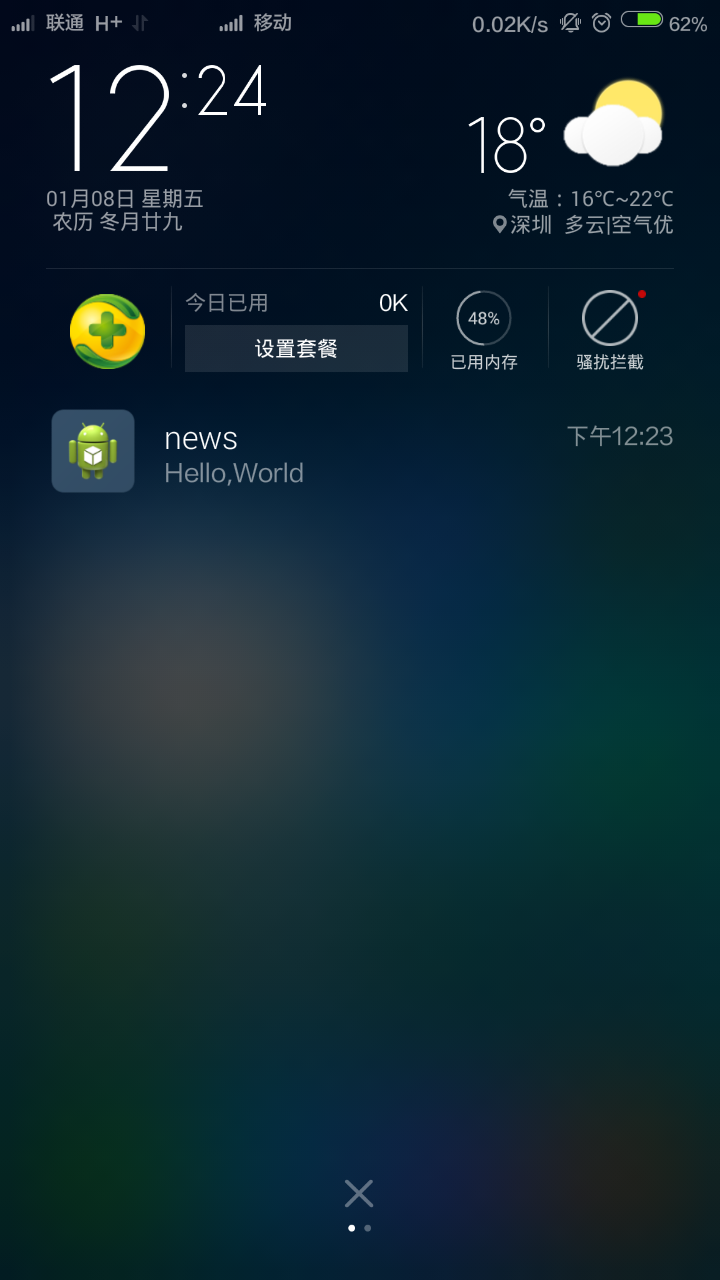 联通 H+ 移动 0.02K/s 62%
12:24
18°
01月08日 星期五
农历 冬月廿九
气温：16℃~22℃
深圳 多云|空气优
今日已用 0K
设置套餐
48%
已用内存
骚扰拦截
news
下午12:23
Hello,World